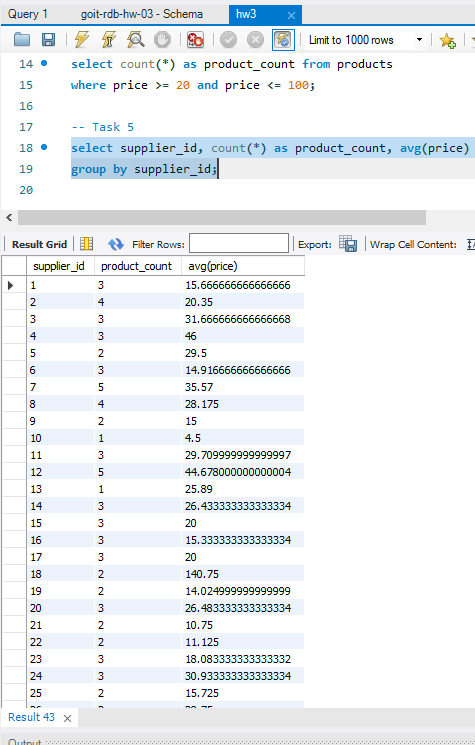 Query 1 goit-rdb-hw-03 - Schema hw3
Limit to 1000 rows
14 select count(*) as product_count from products
15 where price >= 20 and price <= 100;
16
17 -- Task 5
18 select supplier_id, count(*) as product_count, avg(price)
19 group by supplier_id;
20
Result Grid Filter Rows: Export: Wrap Cell Content:
supplier_id product_count avg(price)
1 3 15.666666666666666
2 4 20.35
3 3 31.666666666666668
4 3 46
5 2 29.5
6 3 14.916666666666666
7 5 35.57
8 4 28.175
9 2 15
10 1 4.5
11 3 29.709999999999997
12 5 44.678000000000004
13 1 25.89
14 3 26.433333333333334
15 3 20
16 3 15.333333333333334
17 3 20
18 2 140.75
19 2 14.024999999999999
20 3 26.483333333333334
21 2 10.75
22 2 11.125
23 3 18.083333333333332
24 3 30.933333333333334
25 2 15.725
Result 43
Output